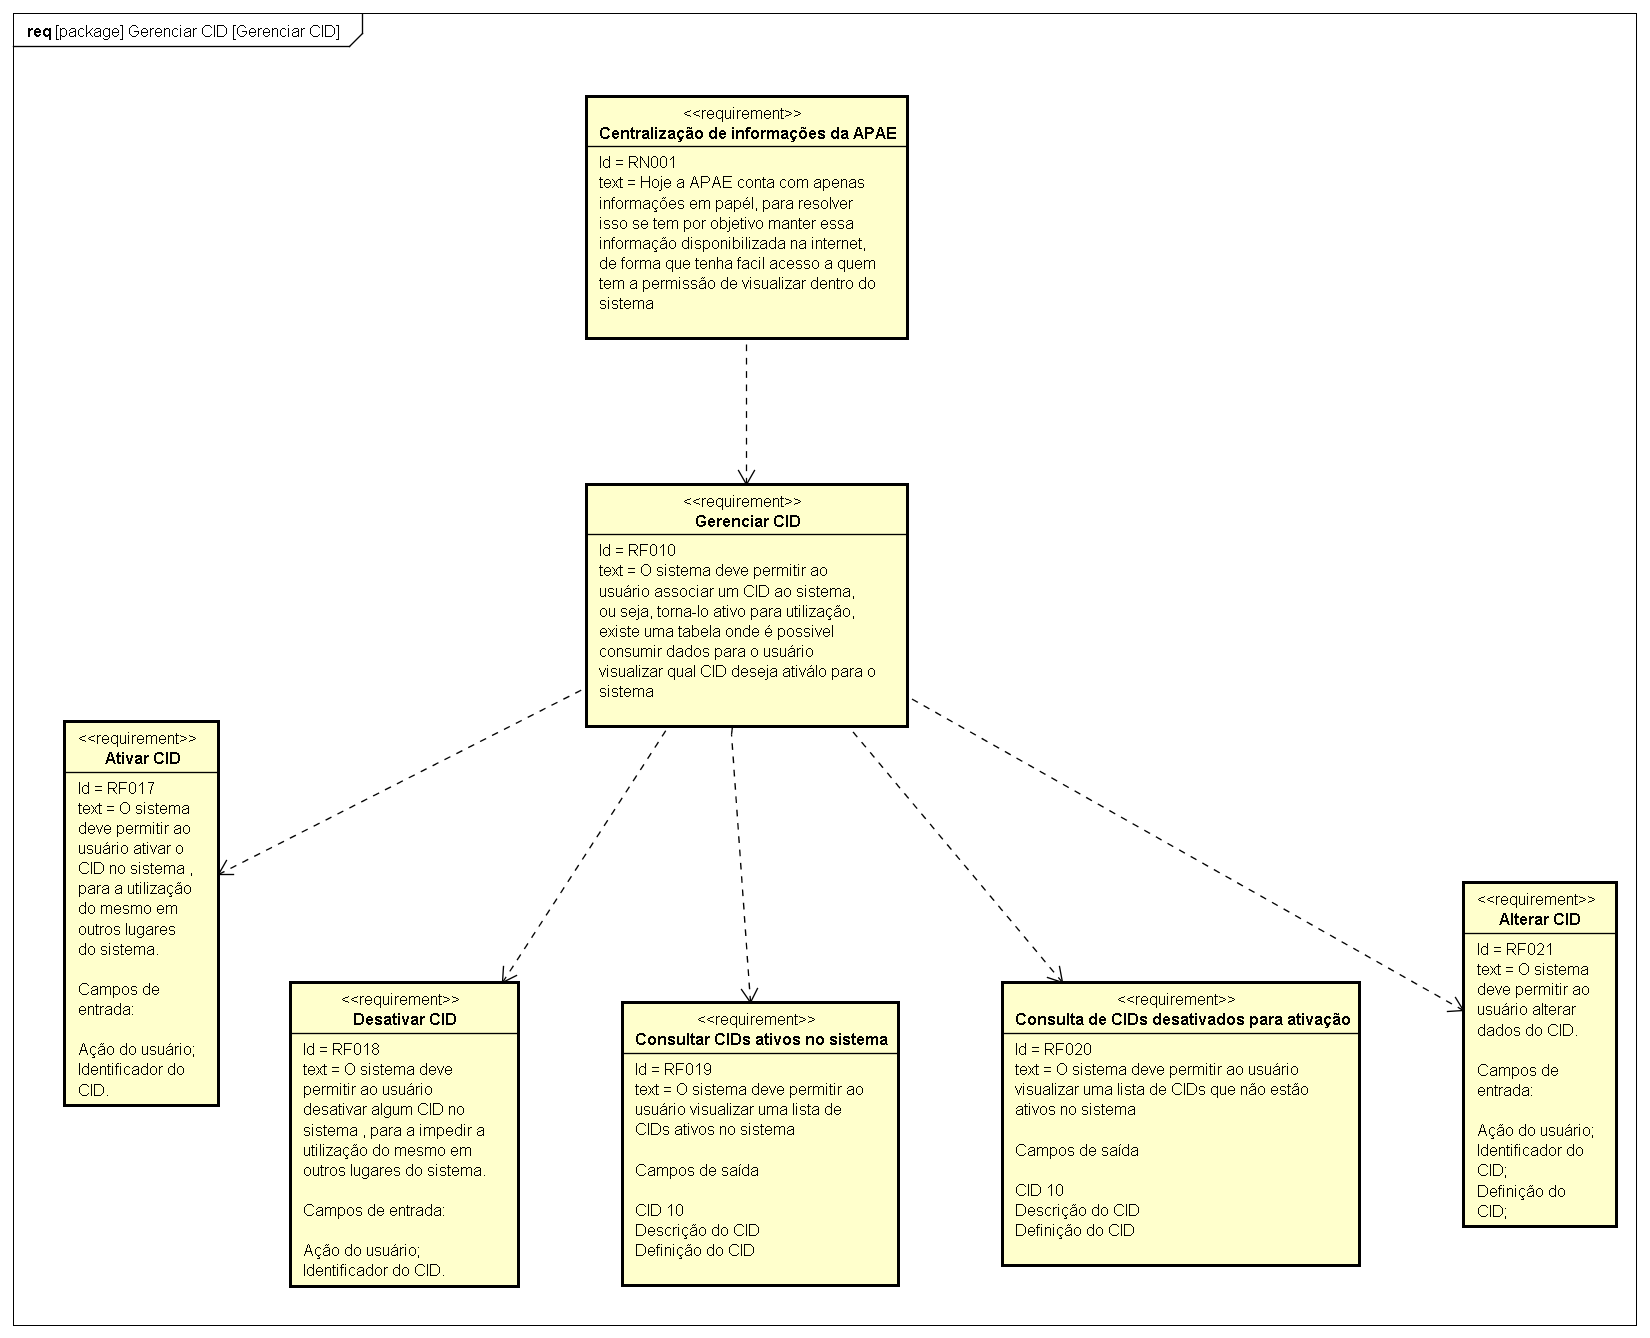 req [package] Gerenciar CID [Gerenciar CID]
<<requirement>>
Centralização de informações da APAE
Id = RN001
text = Hoje a APAE conta com apenas
informações em papél, para resolver
isso se tem por objetivo manter essa
informação disponibilizada na internet,
de forma que tenha facil acesso a quem
tem a permissão de visualizar dentro do
sistema
<<requirement>>
Gerenciar CID
Id = RF010
text = O sistema deve permitir ao
usuário associar um CID ao sistema,
ou seja, torna-lo ativo para utilização,
existe uma tabela onde é possivel
consumir dados para o usuário
visualizar qual CID deseja ativálo para o
sistema
<<requirement>>
Ativar CID
Id = RF017
text = O sistema
deve permitir ao
usuário ativar o
CID no sistema ,
para a utilização
do mesmo em
outros lugares
do sistema.
Campos de
entrada:
Ação do usuário;
Identificador do
CID.
<<requirement>>
Desativar CID
Id = RF018
text = O sistema deve
permitir ao usuário
desativar algum CID no
sistema , para a impedir a
utilização do mesmo em
outros lugares do sistema.
Campos de entrada:
Ação do usuário;
Identificador do CID.
<<requirement>>
Consultar CIDs ativos no sistema
Id = RF019
text = O sistema deve permitir ao
usuário visualizar uma lista de
CIDs ativos no sistema
Campos de saída
CID 10
Descrição do CID
Definição do CID
<<requirement>>
Consulta de CIDs desativados para ativação
Id = RF020
text = O sistema deve permitir ao usuário
visualizar uma lista de CIDs que não estão
ativos no sistema
Campos de saída
CID 10
Descrição do CID
Definição do CID
<<requirement>>
Alterar CID
Id = RF021
text = O sistema
deve permitir ao
usuário alterar
dados do CID.
Campos de
entrada:
Ação do usuário;
Identificador do
CID;
Definição do
CID;